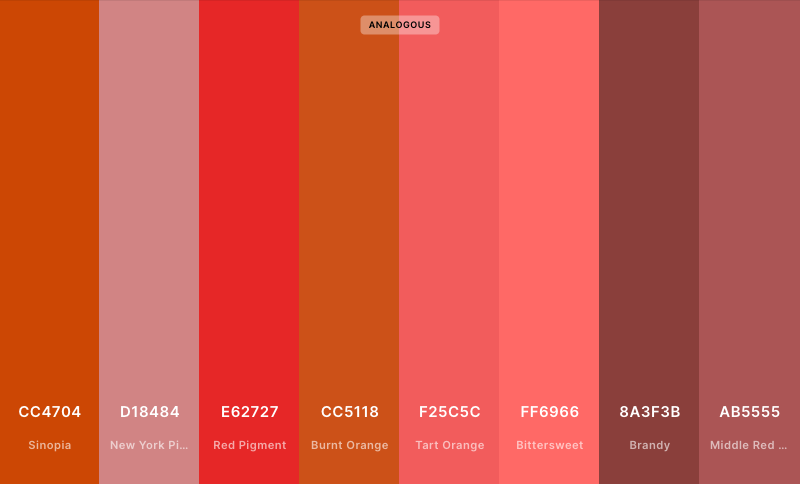 ANALOGOUS
CC4704 D18484 E62727 CC5118 F25C5C FF6966 8A3F3B AB5555
Sinopia New York Pi... Red Pigment Burnt Orange Tart Orange Bittersweet Brandy Middle Red ...